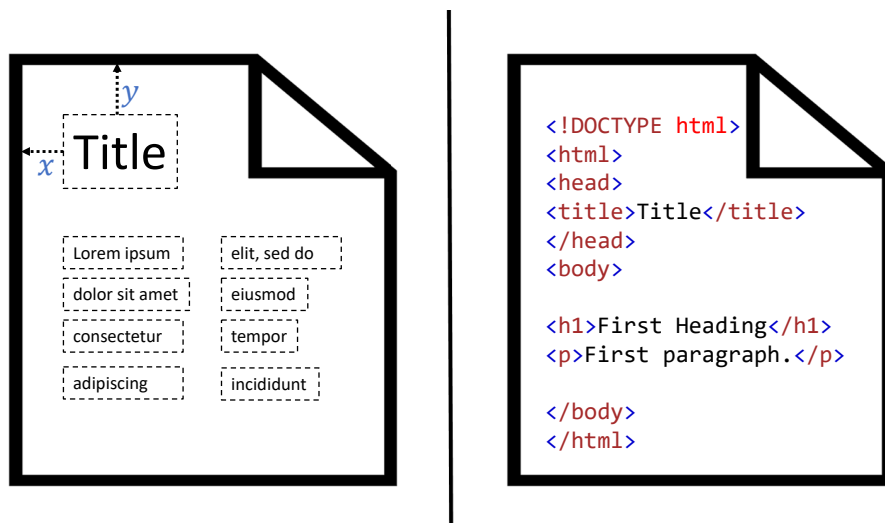 y
x
Title
Lorem ipsum
dolor sit amet
consectetur
adipiscing
elit, sed do
eiusmod
tempor
incididunt
<!DOCTYPE html>
<html>
<head>
<title>Title</title>
</head>
<body>
<h1>First Heading</h1>
<p>First paragraph.</p>
</body>
</html>